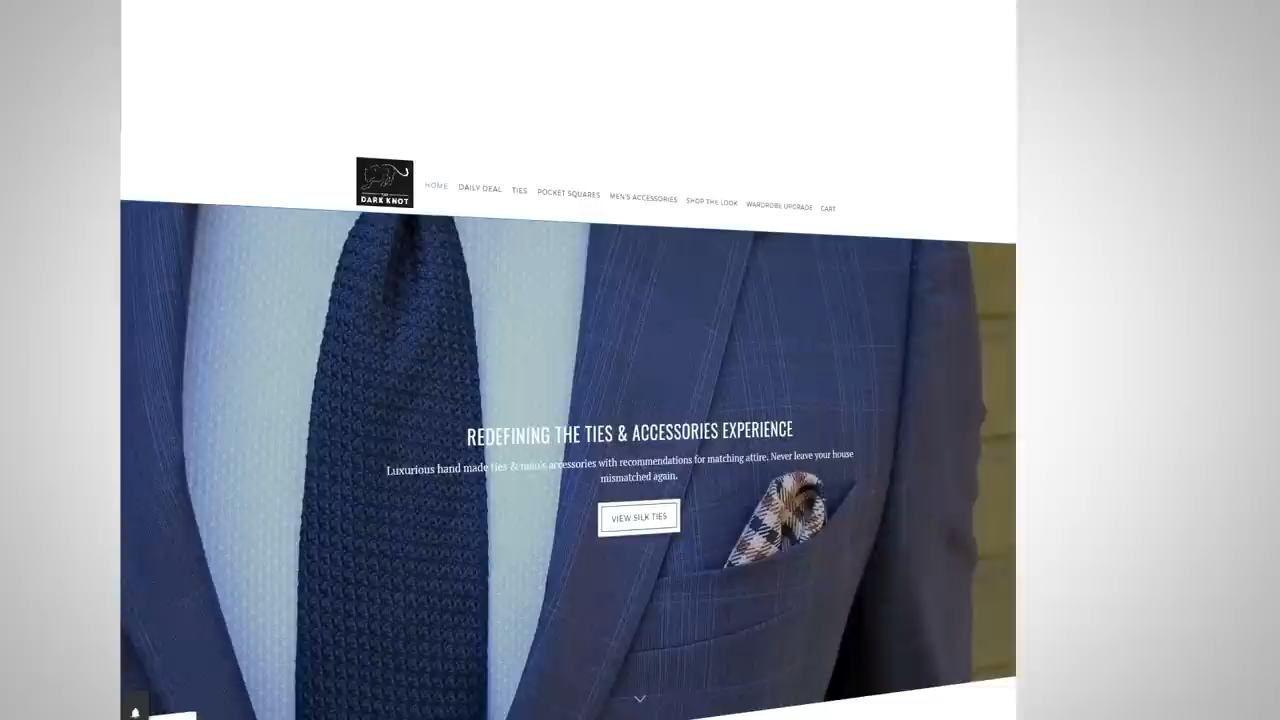 THE
DARK KNOT
HOME DAILY DEAL TIES POCKET SQUARES MEN'S ACCESSORIES SHOP THE LOOK WARDROBE UPGRADE CART
REDEFINING THE TIES & ACCESSORIES EXPERIENCE
Luxurious hand made ties & men's accessories with recommendations for matching attire. Never leave your house
mismatched again.
VIEW SILK TIES